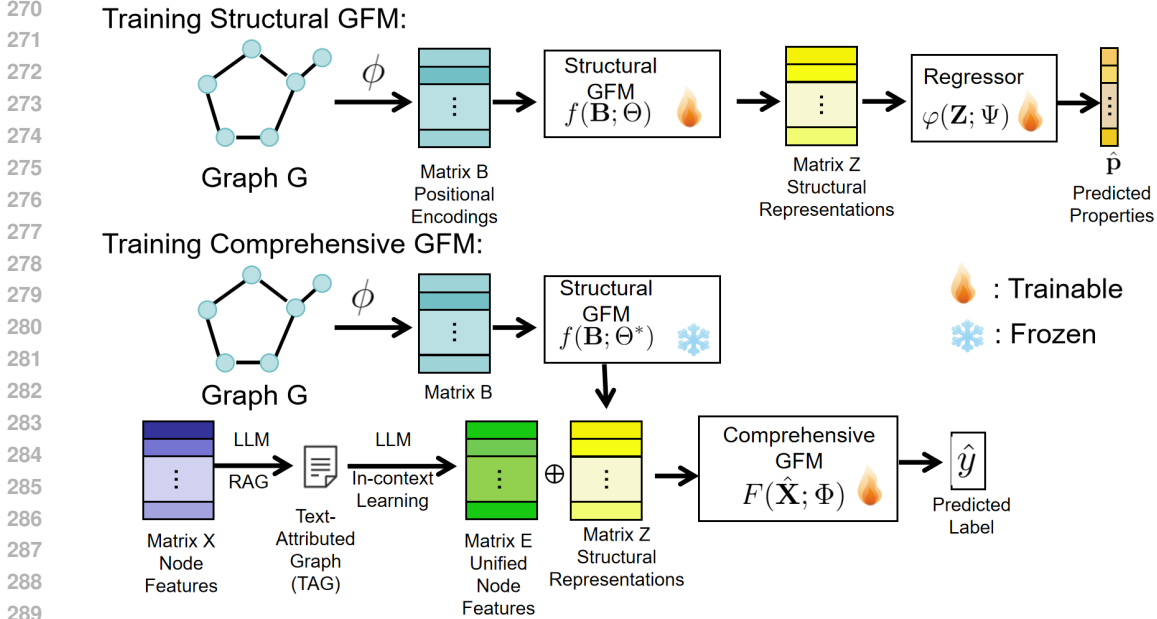 270
271
272
273
274
275
276
277
278
279
280
281
282
283
284
285
286
287
288
289
Training Structural GFM:
Graph G
ϕ
⋮
Matrix B
Positional
Encodings
Structural
GFM
f(B; Θ)
⋮
Matrix Z
Structural
Representations
Regressor
φ(Z; Ψ)
⋮
p̂
Predicted
Properties
Training Comprehensive GFM:
Graph G
ϕ
⋮
Matrix B
Structural
GFM
f(B; Θ*)
: Trainable
: Frozen
⋮
Matrix X
Node
Features
LLM
RAG
Text-
Attributed
Graph
(TAG)
LLM
In-context
Learning
⋮
Matrix E
Unified
Node
Features
⊕
⋮
Matrix Z
Structural
Representations
Comprehensive
GFM
F(X̂; Φ)
ŷ
Predicted
Label